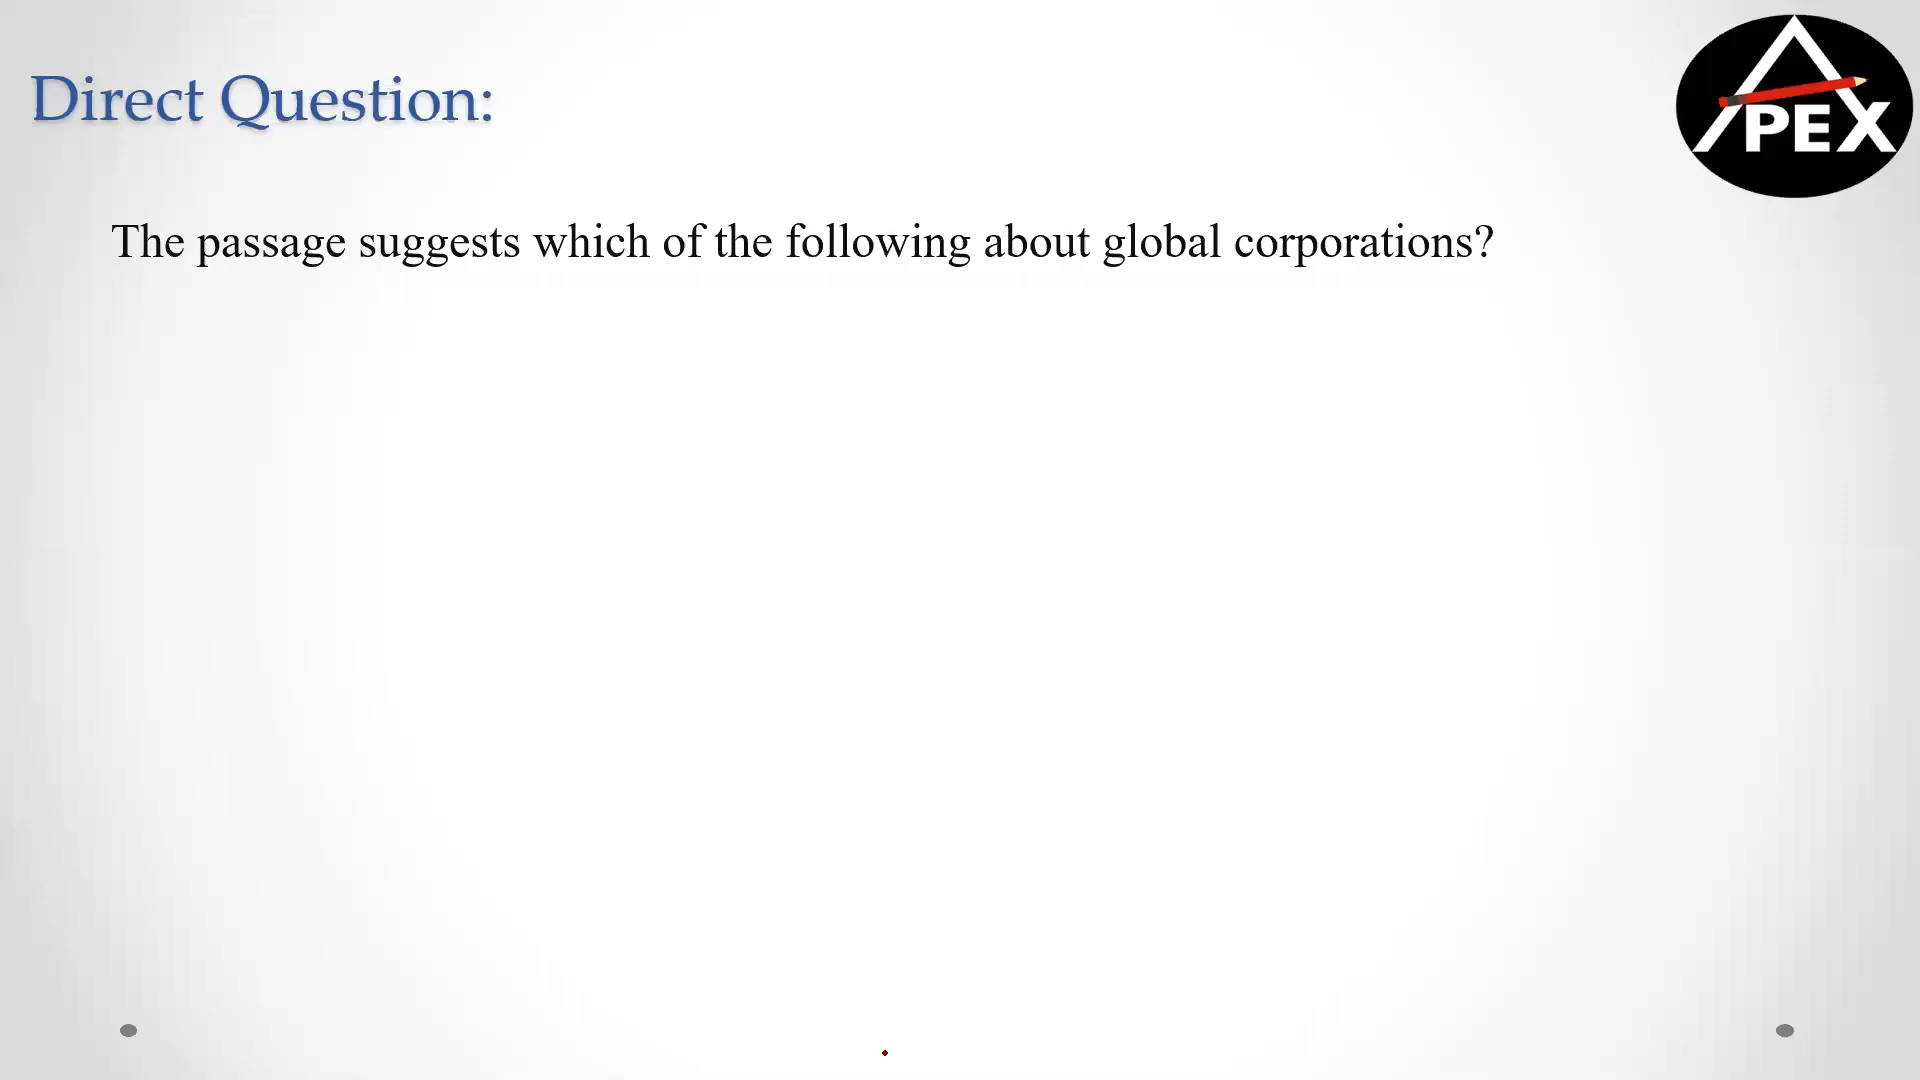 Direct Question:
APEX
The passage suggests which of the following about global corporations?